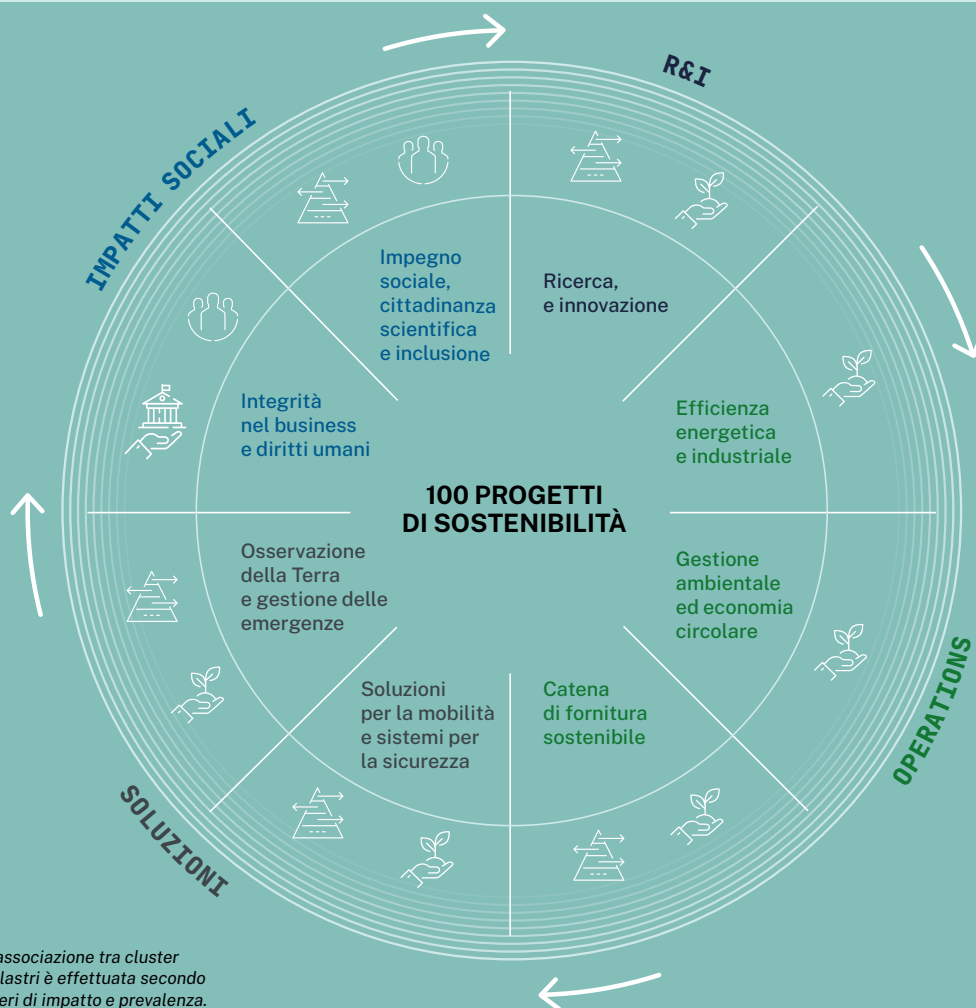 R&I
IMPATTI SOCIALI
Impegno
sociale,
cittadinanza
scientifica
e inclusione
Ricerca,
e innovazione
Integrità
nel business
e diritti umani
Efficienza
energetica
e industriale
100 PROGETTI
DI SOSTENIBILITÀ
Osservazione
della Terra
e gestione delle
emergenze
Gestione
ambientale
ed economia
circolare
Soluzioni
per la mobilità
e sistemi per
la sicurezza
Catena
di fornitura
sostenibile
OPERATIONS
SOLUZIONI
associazione tra cluster
lastri è effettuata secondo
eri di impatto e prevalenza.